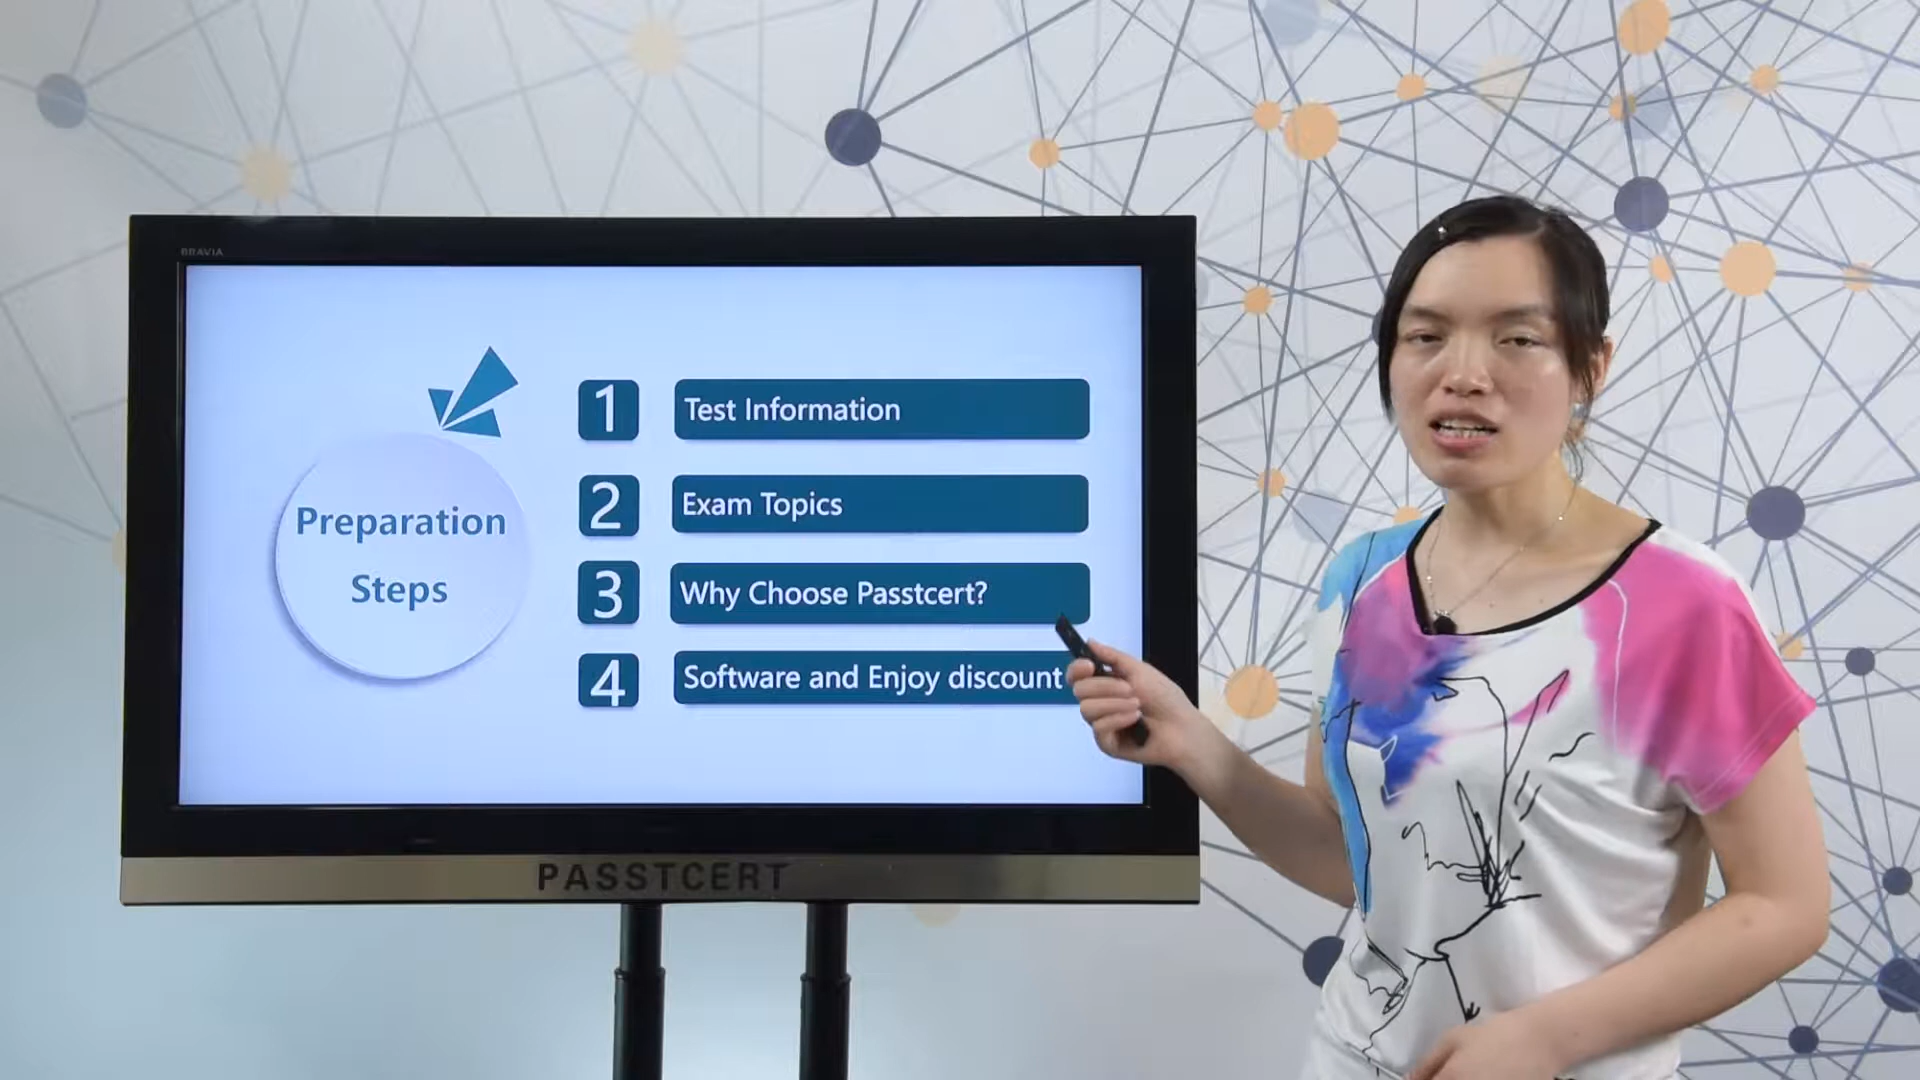 BRAVIA
Preparation
Steps
1 Test Information
2 Exam Topics
3 Why Choose Passtcert?
4 Software and Enjoy discount
PASSTCERT